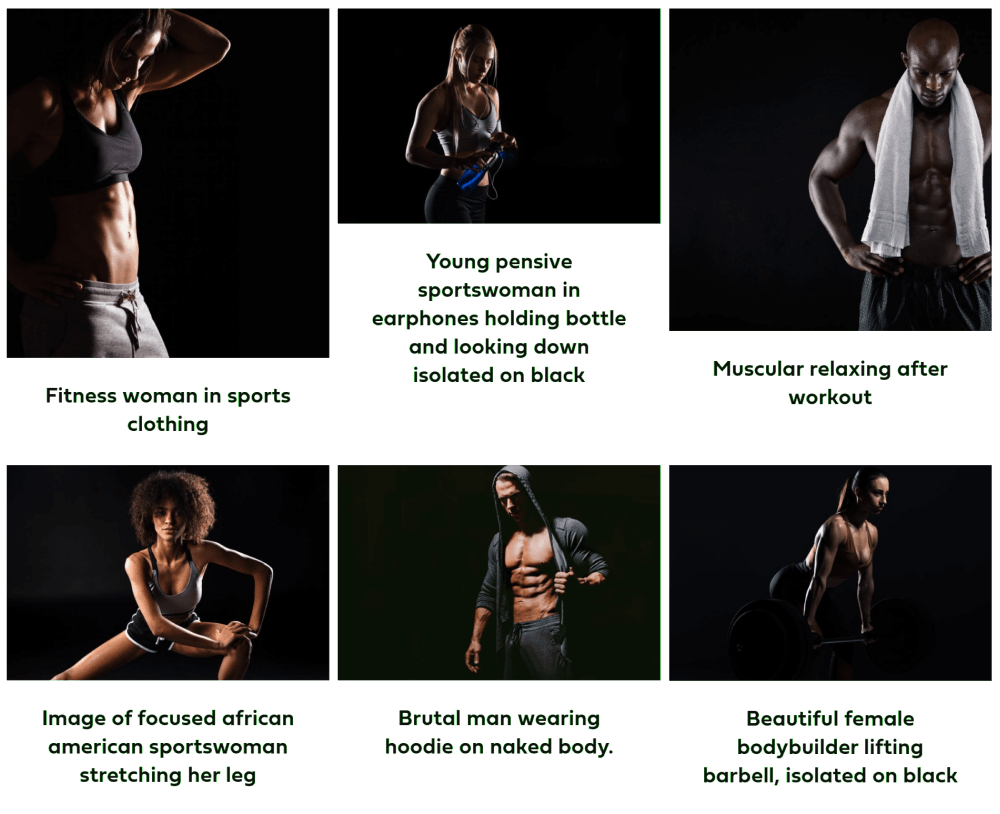 Fitness woman in sports
clothing
Young pensive
sportswoman in
earphones holding bottle
and looking down
isolated on black
Muscular relaxing after
workout
Image of focused african
american sportswoman
stretching her leg
Brutal man wearing
hoodie on naked body.
Beautiful female
bodybuilder lifting
barbell, isolated on black